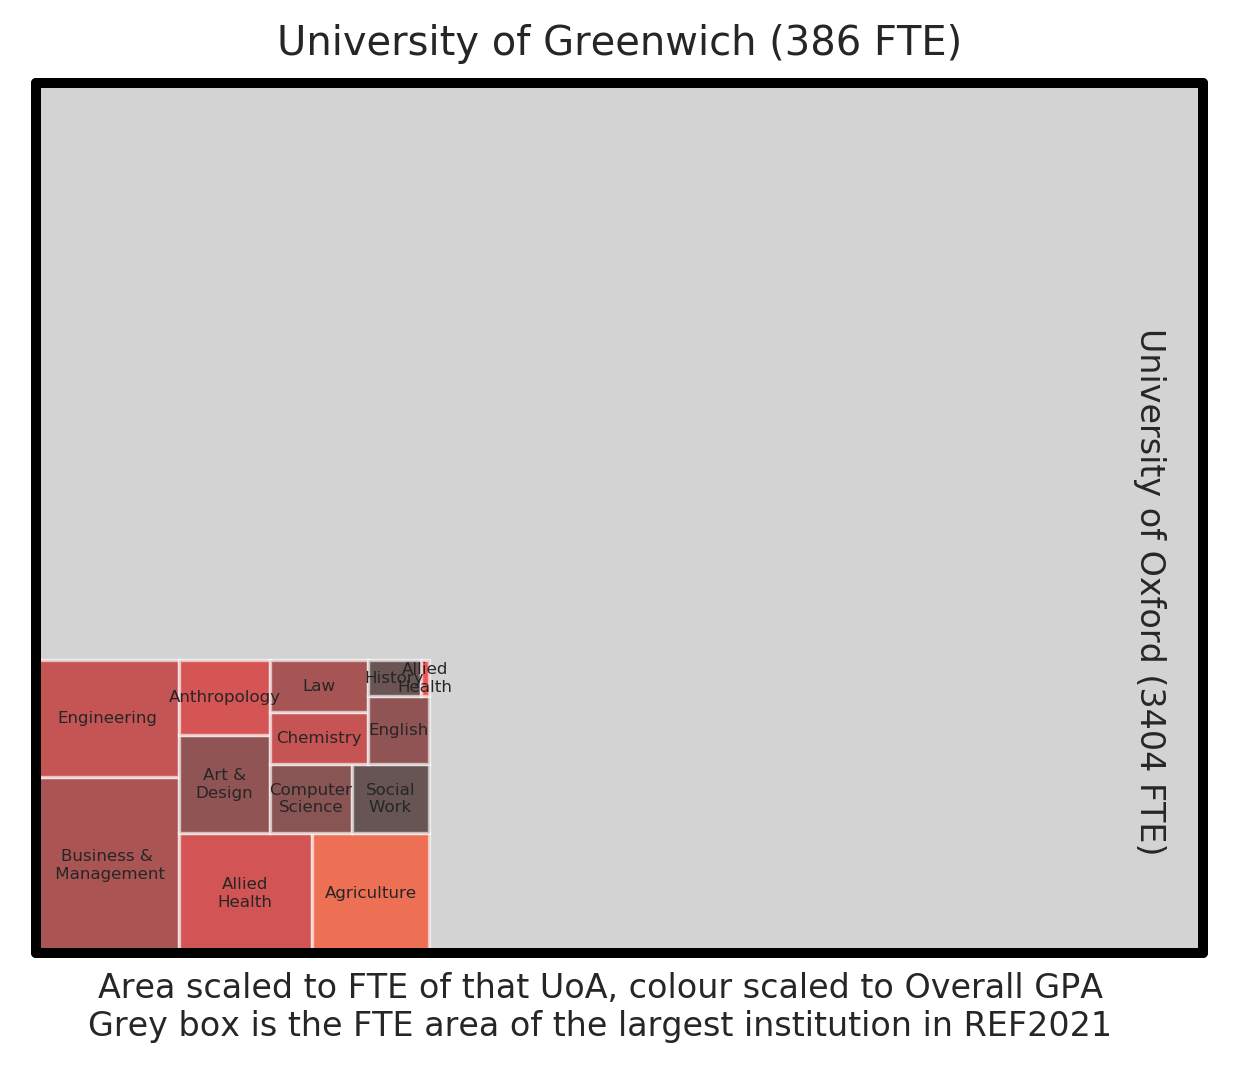 University of Greenwich (386 FTE)
University of Oxford (3404 FTE)
Engineering
Anthropology
Law
History
Allied
Health
Chemistry
English
Art &
Design
Computer
Science
Social
Work
Business &
Management
Allied
Health
Agriculture
Area scaled to FTE of that UoA, colour scaled to Overall GPA
Grey box is the FTE area of the largest institution in REF2021